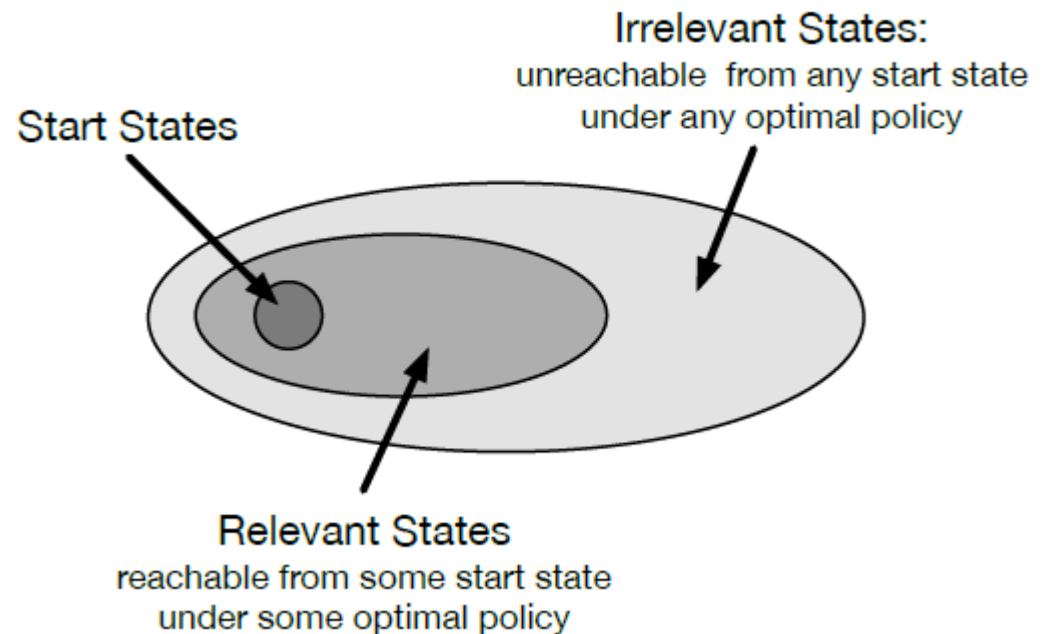 Irrelevant States:
unreachable from any start state
under any optimal policy
Start States
Relevant States
reachable from some start state
under some optimal policy